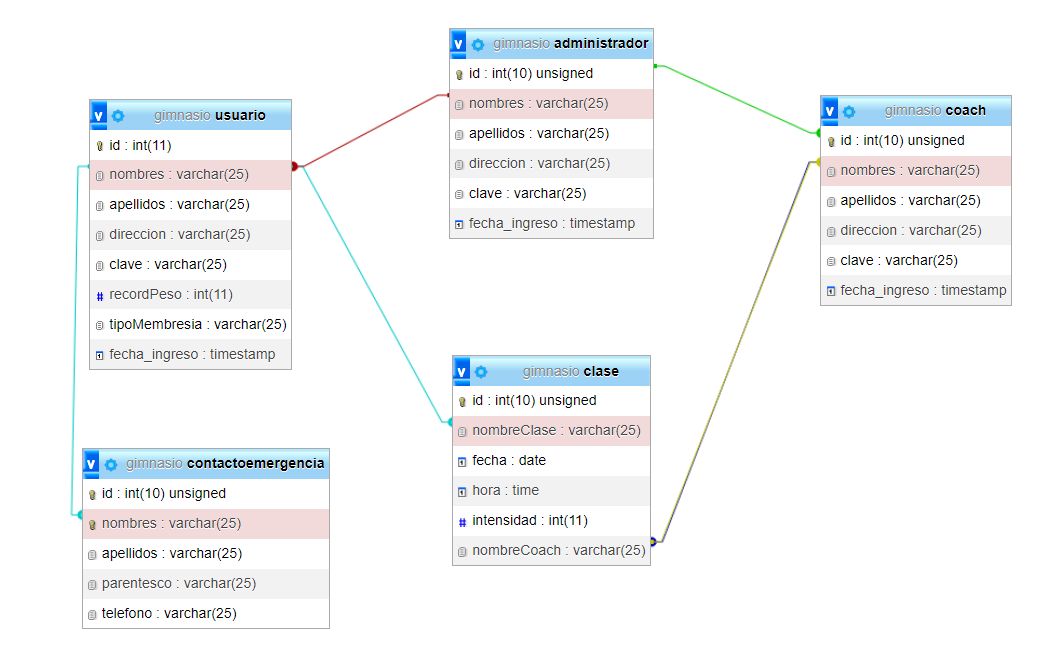 v gimnasio usuario
id : int(11)
nombres : varchar(25)
apellidos : varchar(25)
direccion : varchar(25)
clave : varchar(25)
# recordPeso : int(11)
tipoMembresia : varchar(25)
fecha_ingreso : timestamp
v gimnasio administrador
id : int(10) unsigned
nombres : varchar(25)
apellidos : varchar(25)
direccion : varchar(25)
clave : varchar(25)
fecha_ingreso : timestamp
v gimnasio coach
id : int(10) unsigned
nombres : varchar(25)
apellidos : varchar(25)
direccion : varchar(25)
clave : varchar(25)
fecha_ingreso : timestamp
v gimnasio contactoemergencia
id : int(10) unsigned
nombres : varchar(25)
apellidos : varchar(25)
parentesco : varchar(25)
telefono : varchar(25)
v gimnasio clase
id : int(10) unsigned
nombreClase : varchar(25)
fecha : date
hora : time
# intensidad : int(11)
nombreCoach : varchar(25)